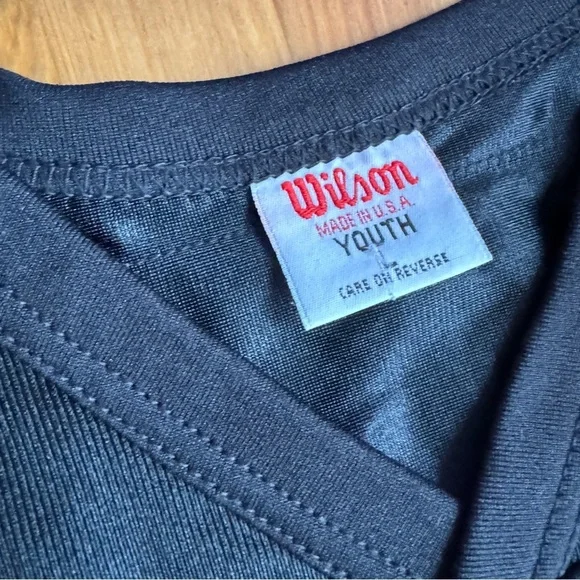 Wilson
MADE IN U.S.A.
YOUTH
L
CARE ON REVERSE